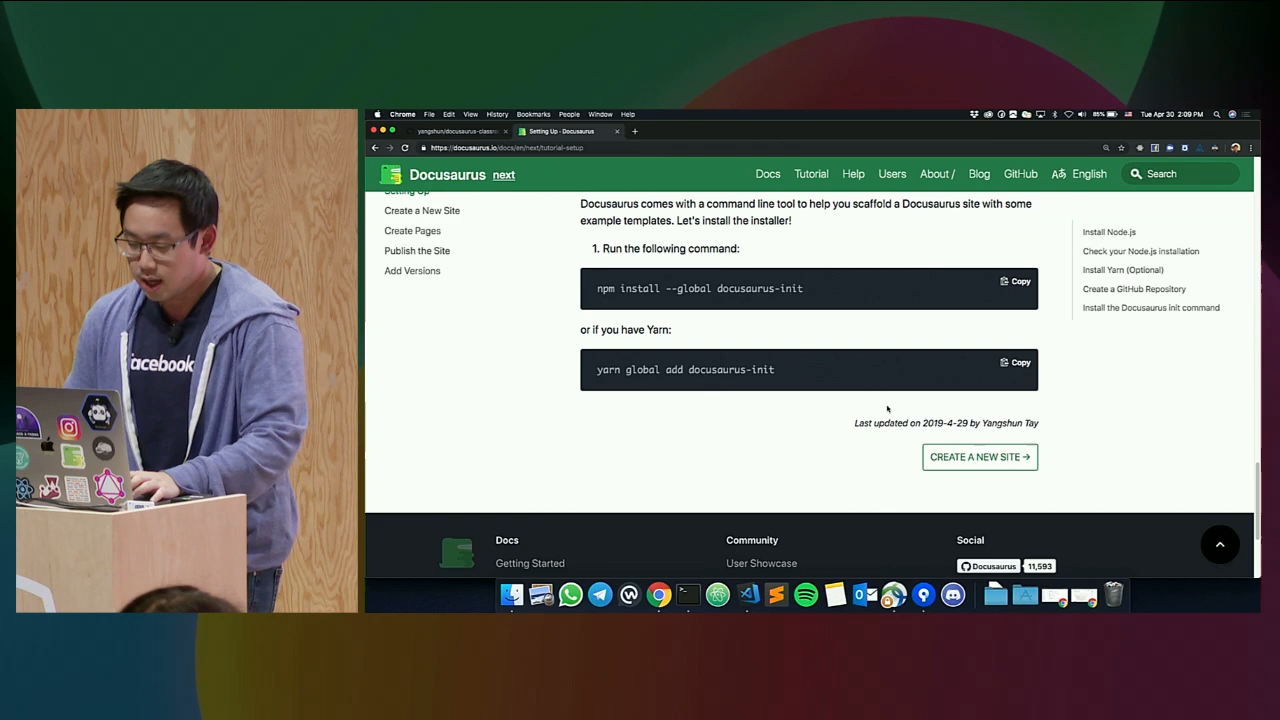 facebook
Chrome File Edit View History Bookmarks People Window Help
85% Tue Apr 30 2:09 PM
yangshun/docusaurus-classro
Setting Up · Docusaurus
https://docusaurus.io/docs/en/next/tutorial-setup
Docusaurus next
Docs Tutorial Help Users About / Blog GitHub English Search
Setting Up
Create a New Site
Create Pages
Publish the Site
Add Versions
Docusaurus comes with a command line tool to help you scaffold a Docusaurus site with some
example templates. Let's install the installer!
1. Run the following command:
npm install --global docusaurus-init
Copy
or if you have Yarn:
yarn global add docusaurus-init
Copy
Last updated on 2019-4-29 by Yangshun Tay
CREATE A NEW SITE →
Install Node.js
Check your Node.js installation
Install Yarn (Optional)
Create a GitHub Repository
Install the Docusaurus init command
Docs
Getting Started
Community
User Showcase
Social
Docusaurus 11,593